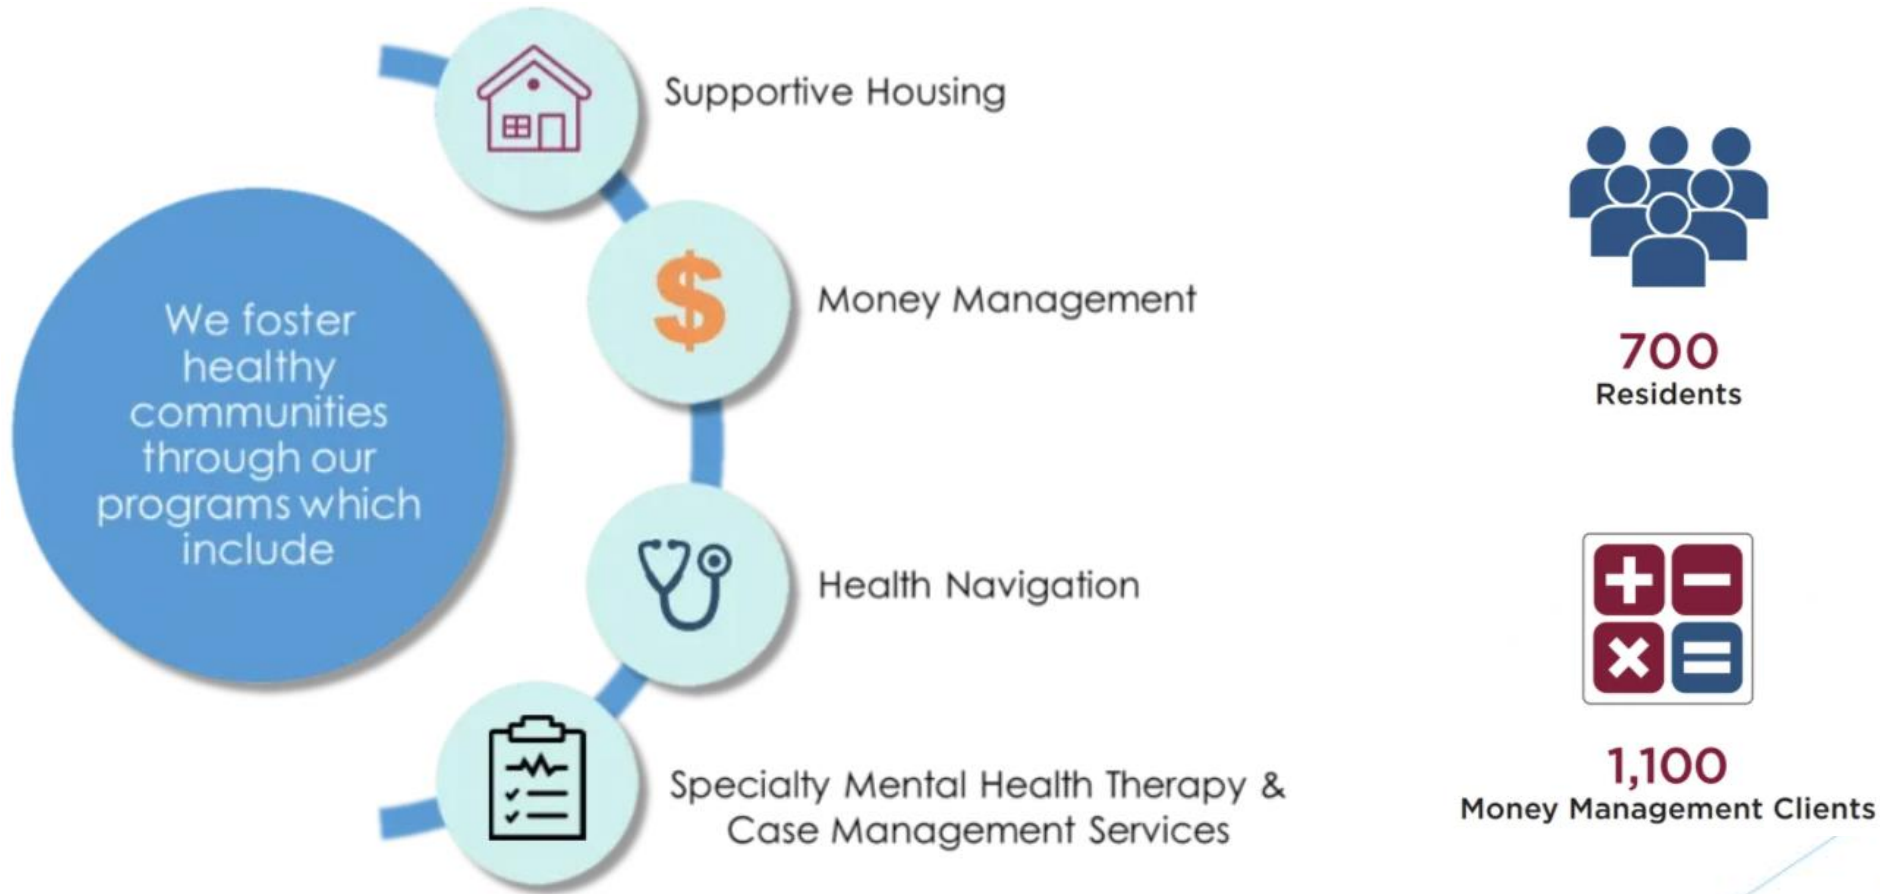 We foster
healthy
communities
through our
programs which
include
Supportive Housing
$
Money Management
Health Navigation
Specialty Mental Health Therapy &
Case Management Services
700
Residents
1,100
Money Management Clients